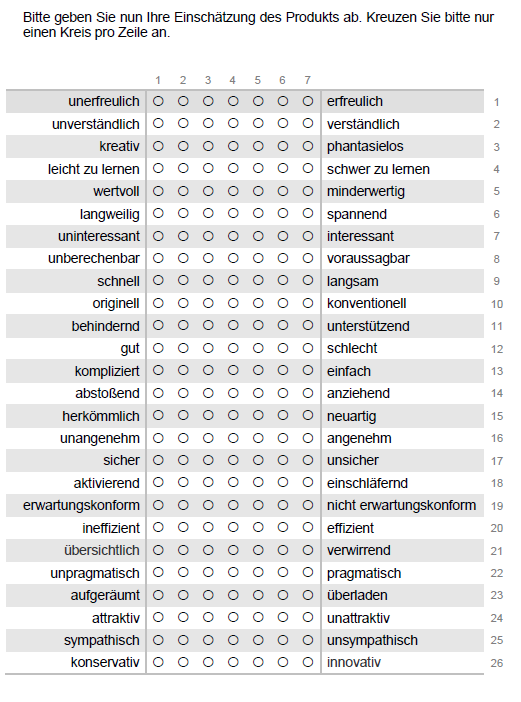 Bitte geben Sie nun Ihre Einschätzung des Produkts ab. Kreuzen Sie bitte nur
einen Kreis pro Zeile an.
1 2 3 4 5 6 7
unerfreulich erfreulich 1
unverständlich verständlich 2
kreativ phantasielos 3
leicht zu lernen schwer zu lernen 4
wertvoll minderwertig 5
langweilig spannend 6
uninteressant interessant 7
unberechenbar voraussagbar 8
schnell langsam 9
originell konventionell 10
behindernd unterstützend 11
gut schlecht 12
kompliziert einfach 13
abstoßend anziehend 14
herkömmlich neuartig 15
unangenehm angenehm 16
sicher unsicher 17
aktivierend einschläfernd 18
erwartungskonform nicht erwartungskonform 19
ineffizient effizient 20
übersichtlich verwirrend 21
unpragmatisch pragmatisch 22
aufgeräumt überladen 23
attraktiv unattraktiv 24
sympathisch unsympathisch 25
konservativ innovativ 26